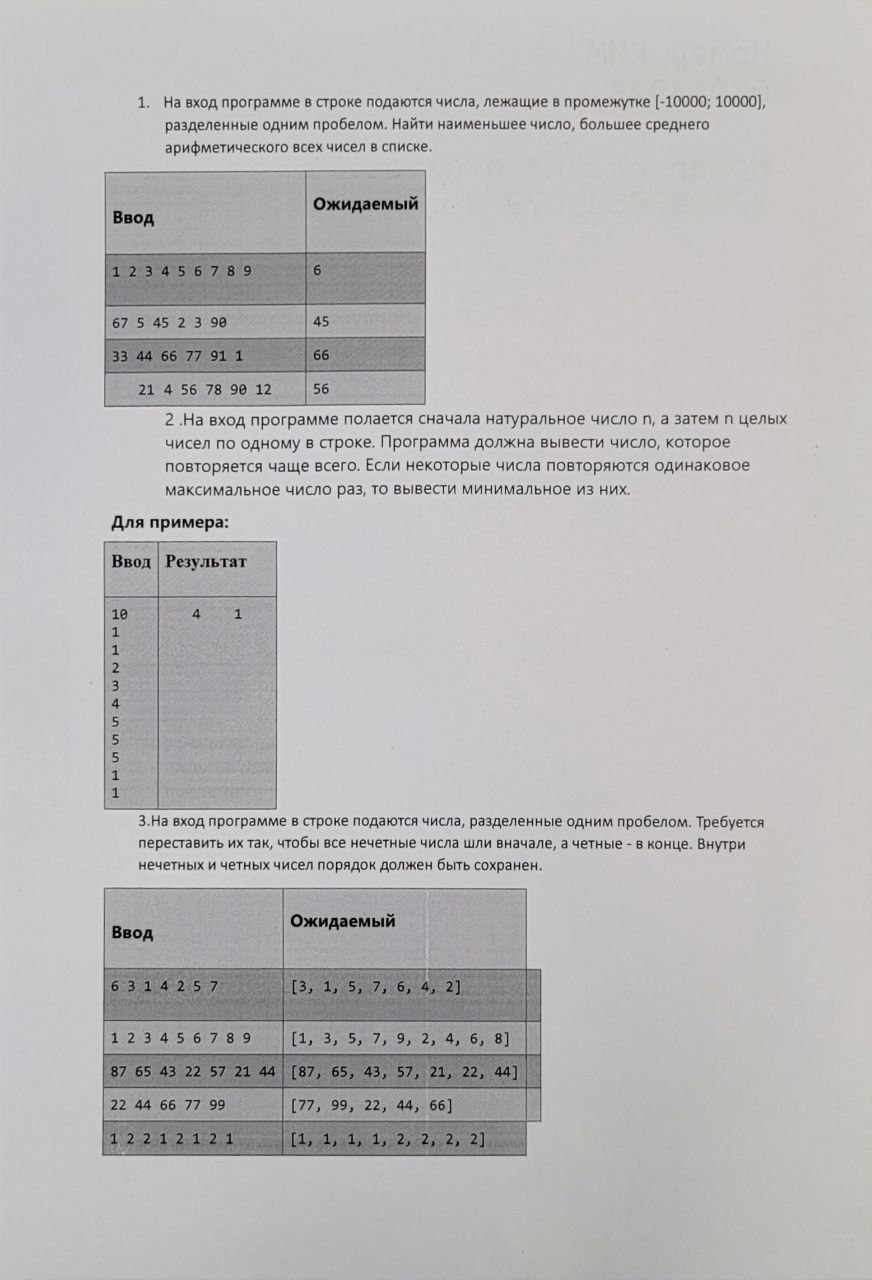 1. На вход программе в строке подаются числа, лежащие в промежутке [-10000; 10000],
разделенные одним пробелом. Найти наименьшее число, большее среднего
арифметического всех чисел в списке.
Ввод Ожидаемый
1 2 3 4 5 6 7 8 9 6
67 5 45 2 3 90 45
33 44 66 77 91 1 66
21 4 56 78 90 12 56
2 .На вход программе полается сначала натуральное число n, а затем n целых
чисел по одному в строке. Программа должна вывести число, которое
повторяется чаще всего. Если некоторые числа повторяются одинаковое
максимальное число раз, то вывести минимальное из них.
Для примера:
Ввод Результат
10 4 1
1
1
2
3
4
5
5
5
1
1
3.На вход программе в строке подаются числа, разделенные одним пробелом. Требуется
переставить их так, чтобы все нечетные числа шли вначале, а четные - в конце. Внутри
нечетных и четных чисел порядок должен быть сохранен.
Ввод Ожидаемый
6 3 1 4 2 5 7 [3, 1, 5, 7, 6, 4, 2]
1 2 3 4 5 6 7 8 9 [1, 3, 5, 7, 9, 2, 4, 6, 8]
87 65 43 22 57 21 44 [87, 65, 43, 57, 21, 22, 44]
22 44 66 77 99 [77, 99, 22, 44, 66]
1 2 2 1 2 1 2 1 [1, 1, 1, 1, 2, 2, 2, 2]